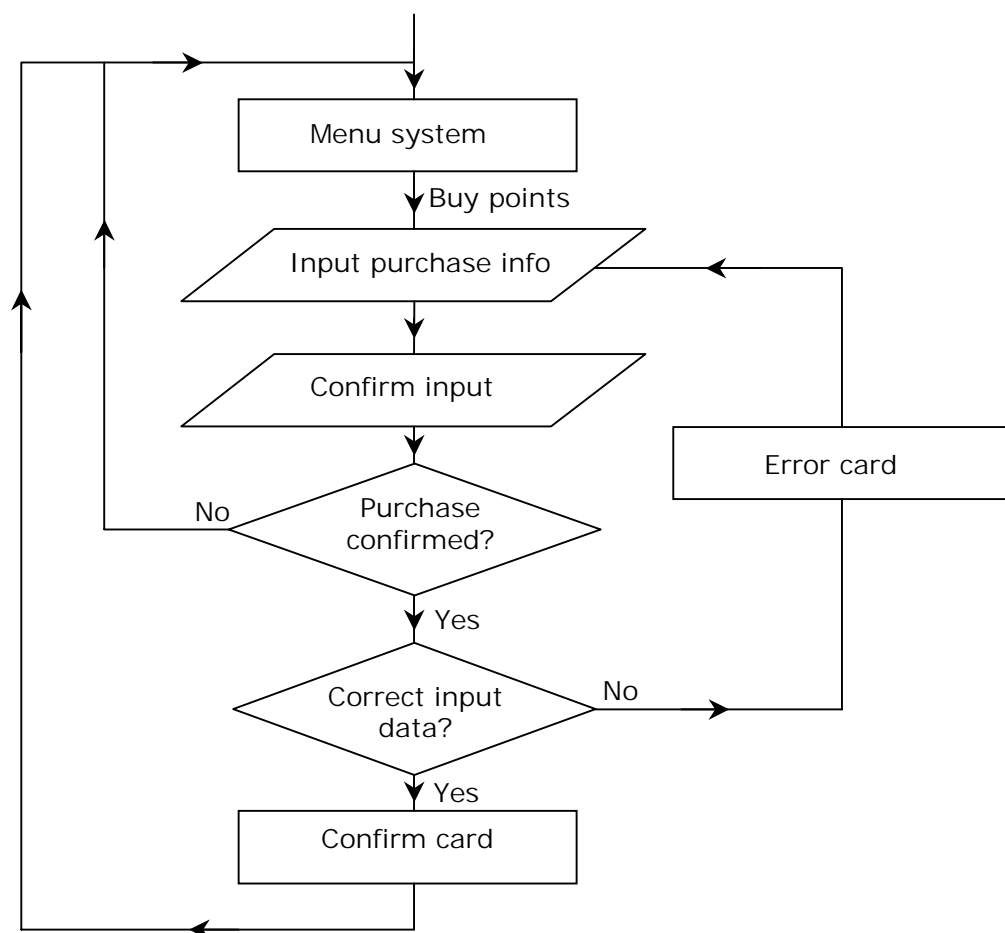 Menu system
Buy points
Input purchase info
Confirm input
Error card
No
Purchase
confirmed?
Yes
Correct input
data?
No
Yes
Confirm card